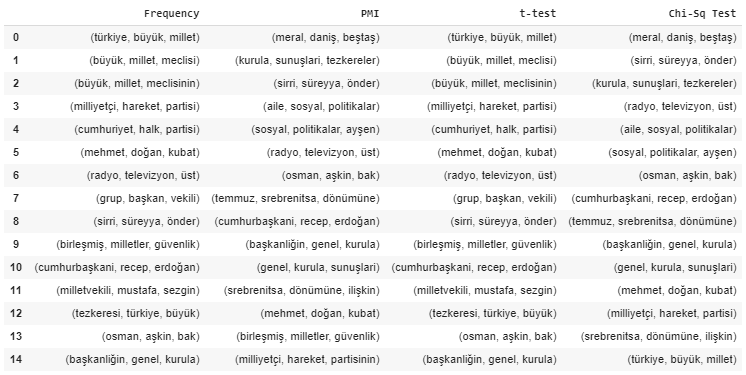 Frequency PMI t-test Chi-Sq Test
0 (türkiye, büyük, millet) (meral, daniş, beştaş) (türkiye, büyük, millet) (meral, daniş, beştaş)
1 (büyük, millet, meclisi) (kurula, sunuşlari, tezkereler) (büyük, millet, meclisi) (sirri, süreyya, önder)
2 (büyük, millet, meclisinin) (sirri, süreyya, önder) (büyük, millet, meclisinin) (kurula, sunuşlari, tezkereler)
3 (milliyetçi, hareket, partisi) (aile, sosyal, politikalar) (milliyetçi, hareket, partisi) (radyo, televizyon, üst)
4 (cumhuriyet, halk, partisi) (sosyal, politikalar, ayşen) (cumhuriyet, halk, partisi) (aile, sosyal, politikalar)
5 (mehmet, doğan, kubat) (radyo, televizyon, üst) (mehmet, doğan, kubat) (sosyal, politikalar, ayşen)
6 (radyo, televizyon, üst) (osman, aşkin, bak) (radyo, televizyon, üst) (osman, aşkin, bak)
7 (grup, başkan, vekili) (temmuz, srebrenitsa, dönümüne) (grup, başkan, vekili) (cumhurbaşkani, recep, erdoğan)
8 (sirri, süreyya, önder) (cumhurbaşkani, recep, erdoğan) (sirri, süreyya, önder) (temmuz, srebrenitsa, dönümüne)
9 (birleşmiş, milletler, güvenlik) (başkanliğin, genel, kurula) (birleşmiş, milletler, güvenlik) (başkanliğin, genel, kurula)
10 (cumhurbaşkani, recep, erdoğan) (genel, kurula, sunuşlari) (cumhurbaşkani, recep, erdoğan) (genel, kurula, sunuşlari)
11 (milletvekili, mustafa, sezgin) (srebrenitsa, dönümüne, ilişkin) (milletvekili, mustafa, sezgin) (mehmet, doğan, kubat)
12 (tezkeresi, türkiye, büyük) (mehmet, doğan, kubat) (tezkeresi, türkiye, büyük) (milliyetçi, hareket, partisi)
13 (osman, aşkin, bak) (birleşmiş, milletler, güvenlik) (osman, aşkin, bak) (srebrenitsa, dönümüne, ilişkin)
14 (başkanliğin, genel, kurula) (milliyetçi, hareket, partisinin) (başkanliğin, genel, kurula) (türkiye, büyük, millet)